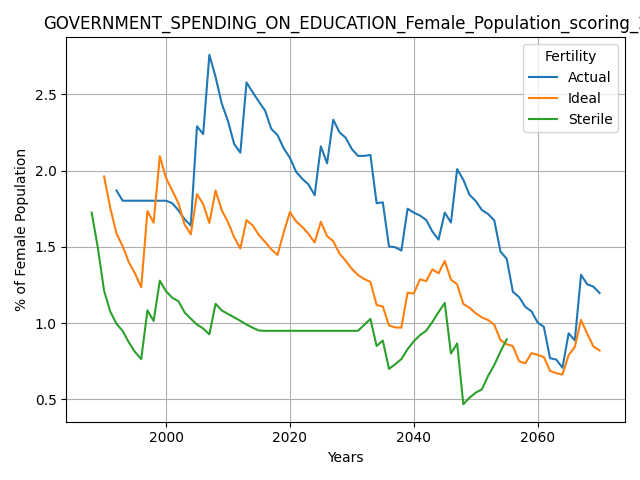 GOVERNMENT_SPENDING_ON_EDUCATION_Female_Population_scoring_
Fertility
Actual
Ideal
Sterile
% of Female Population
2.5
2.0
1.5
1.0
0.5
2000 2020 2040 2060
Years